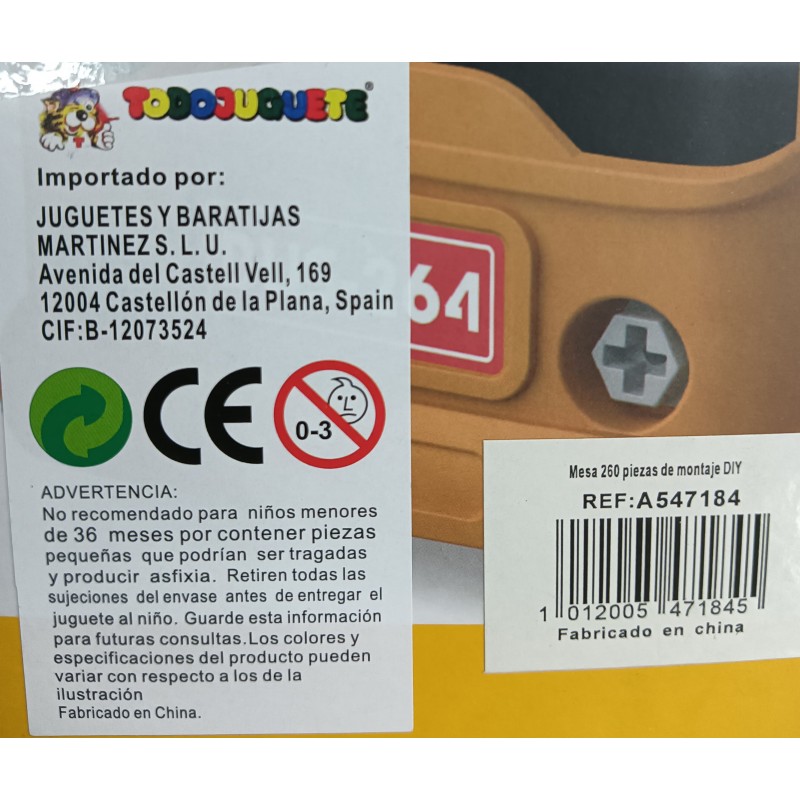 TODOJUGUETE®
Importado por:
JUGUETES Y BARATIJAS
MARTINEZ S. L. U.
Avenida del Castell Vell, 169
12004 Castellón de la Plana, Spain
CIF:B-12073524
CE
0-3
ADVERTENCIA:
No recomendado para niños menores
de 36 meses por contener piezas
pequeñas que podrían ser tragadas
y producir asfixia. Retiren todas las
sujeciones del envase antes de entregar el
juguete al niño. Guarde esta información
para futuras consultas.Los colores y
especificaciones del producto pueden
variar con respecto a los de la
ilustración
Fabricado en China.
64
Mesa 260 piezas de montaje DIY
REF:A547184
1 012005 471845
Fabricado en china